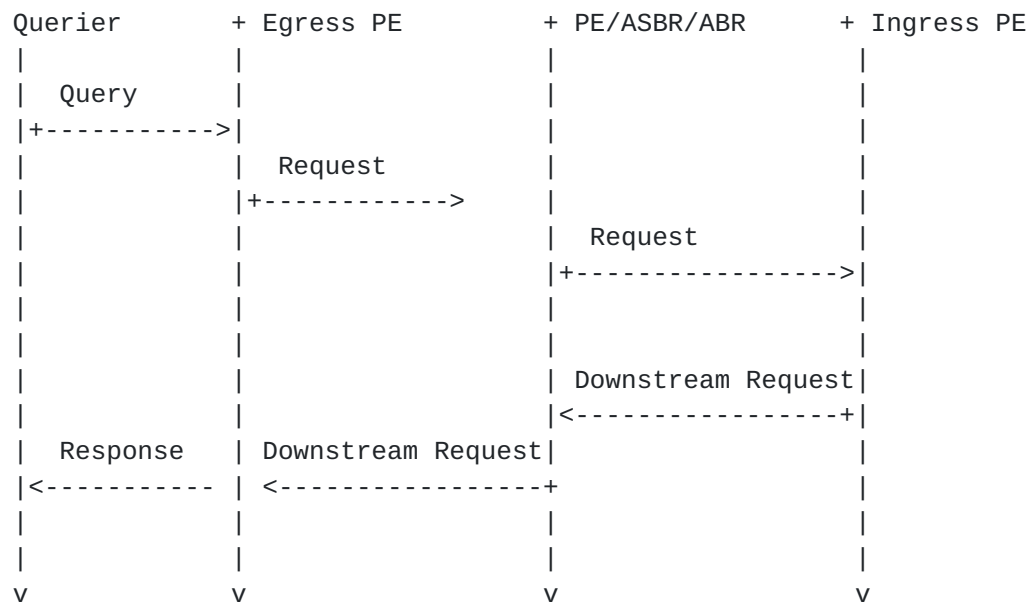 Querier       + Egress PE         + PE/ASBR/ABR      + Ingress PE
|             |                   |                   |
|  Query      |                   |                   |
|+----------->|                   |                   |
|             |  Request          |                   |
|             |+------------>     |                   |
|             |                   |  Request          |
|             |                   |+----------------->|
|             |                   |                   |
|             |                   |                   |
|             |                   | Downstream Request|
|             |                   |<-----------------+|
|  Response   | Downstream Request|                   |
|<----------- | <-----------------+                   |
|             |                   |                   |
|             |                   |                   |
v             v                   v                   v